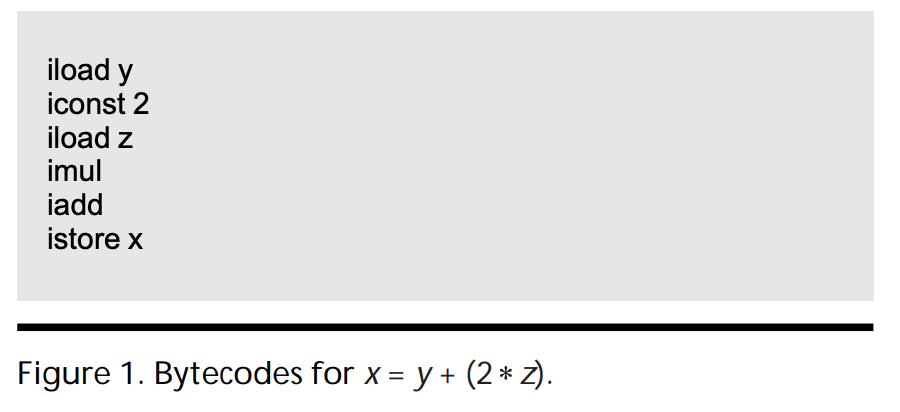 iload y
iconst 2
iload z
imul
iadd
istore x
Figure 1. Bytecodes for x = y + (2 * z).